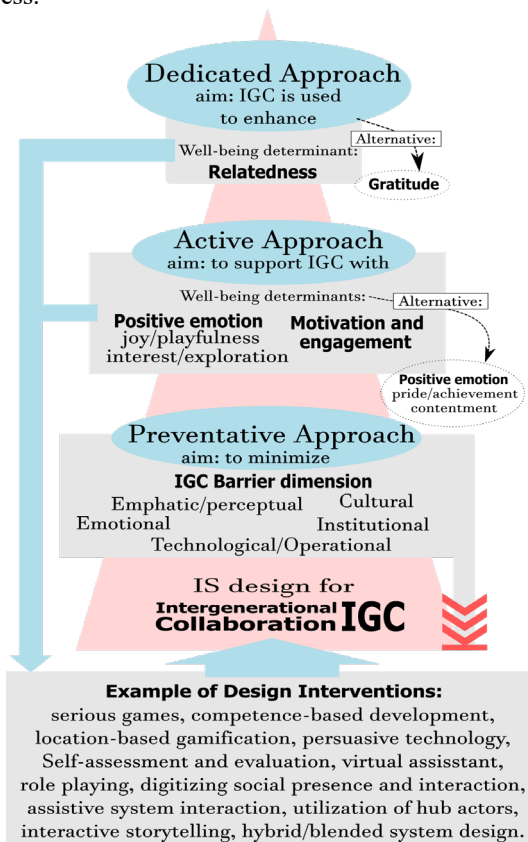 ess.
Dedicated Approach
aim: IGC is used
to enhance
Alternative:
Well-being determinant:
Relatedness
Gratitude
Active Approach
aim: to support IGC with
Well-being determinants:
Alternative:
Positive emotion
joy/playfulness
interest/exploration
Motivation and
engagement
Positive emotion
pride/achievement
contentment
Preventative Approach
aim: to minimize
IGC Barrier dimension
Emphatic/perceptual
Cultural
Emotional
Institutional
Technological/Operational
IS design for
Intergenerational
Collaboration IGC
Example of Design Interventions:
serious games, competence-based development,
location-based gamification, persuasive technology,
Self-assessment and evaluation, virtual assisstant,
role playing, digitizing social presence and interaction,
assistive system interaction, utilization of hub actors,
interactive storytelling, hybrid/blended system design.